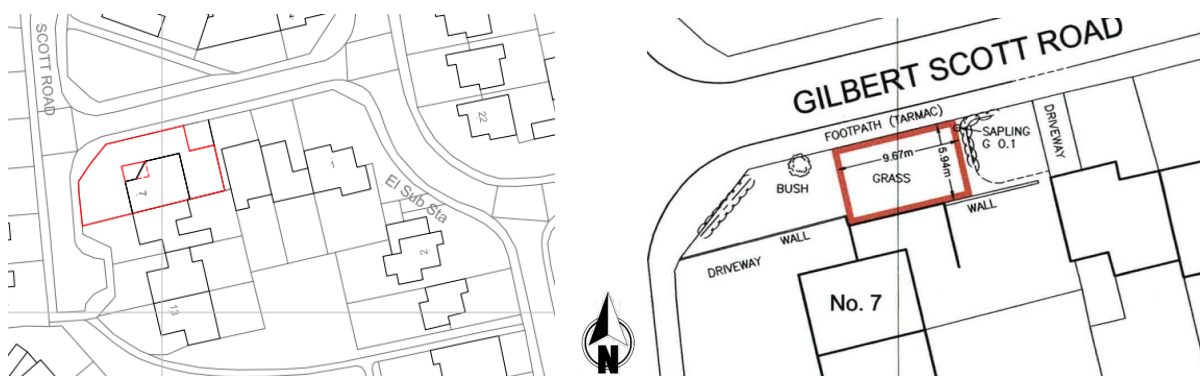 SCOTT ROAD
7
13
1
22
El Sub Sta
2
N
GILBERT SCOTT ROAD
FOOTPATH (TARMAC)
BUSH
9.67m
5.94m
GRASS
SAPLING
G 0.1
DRIVEWAY
WALL
WALL
DRIVEWAY
No. 7